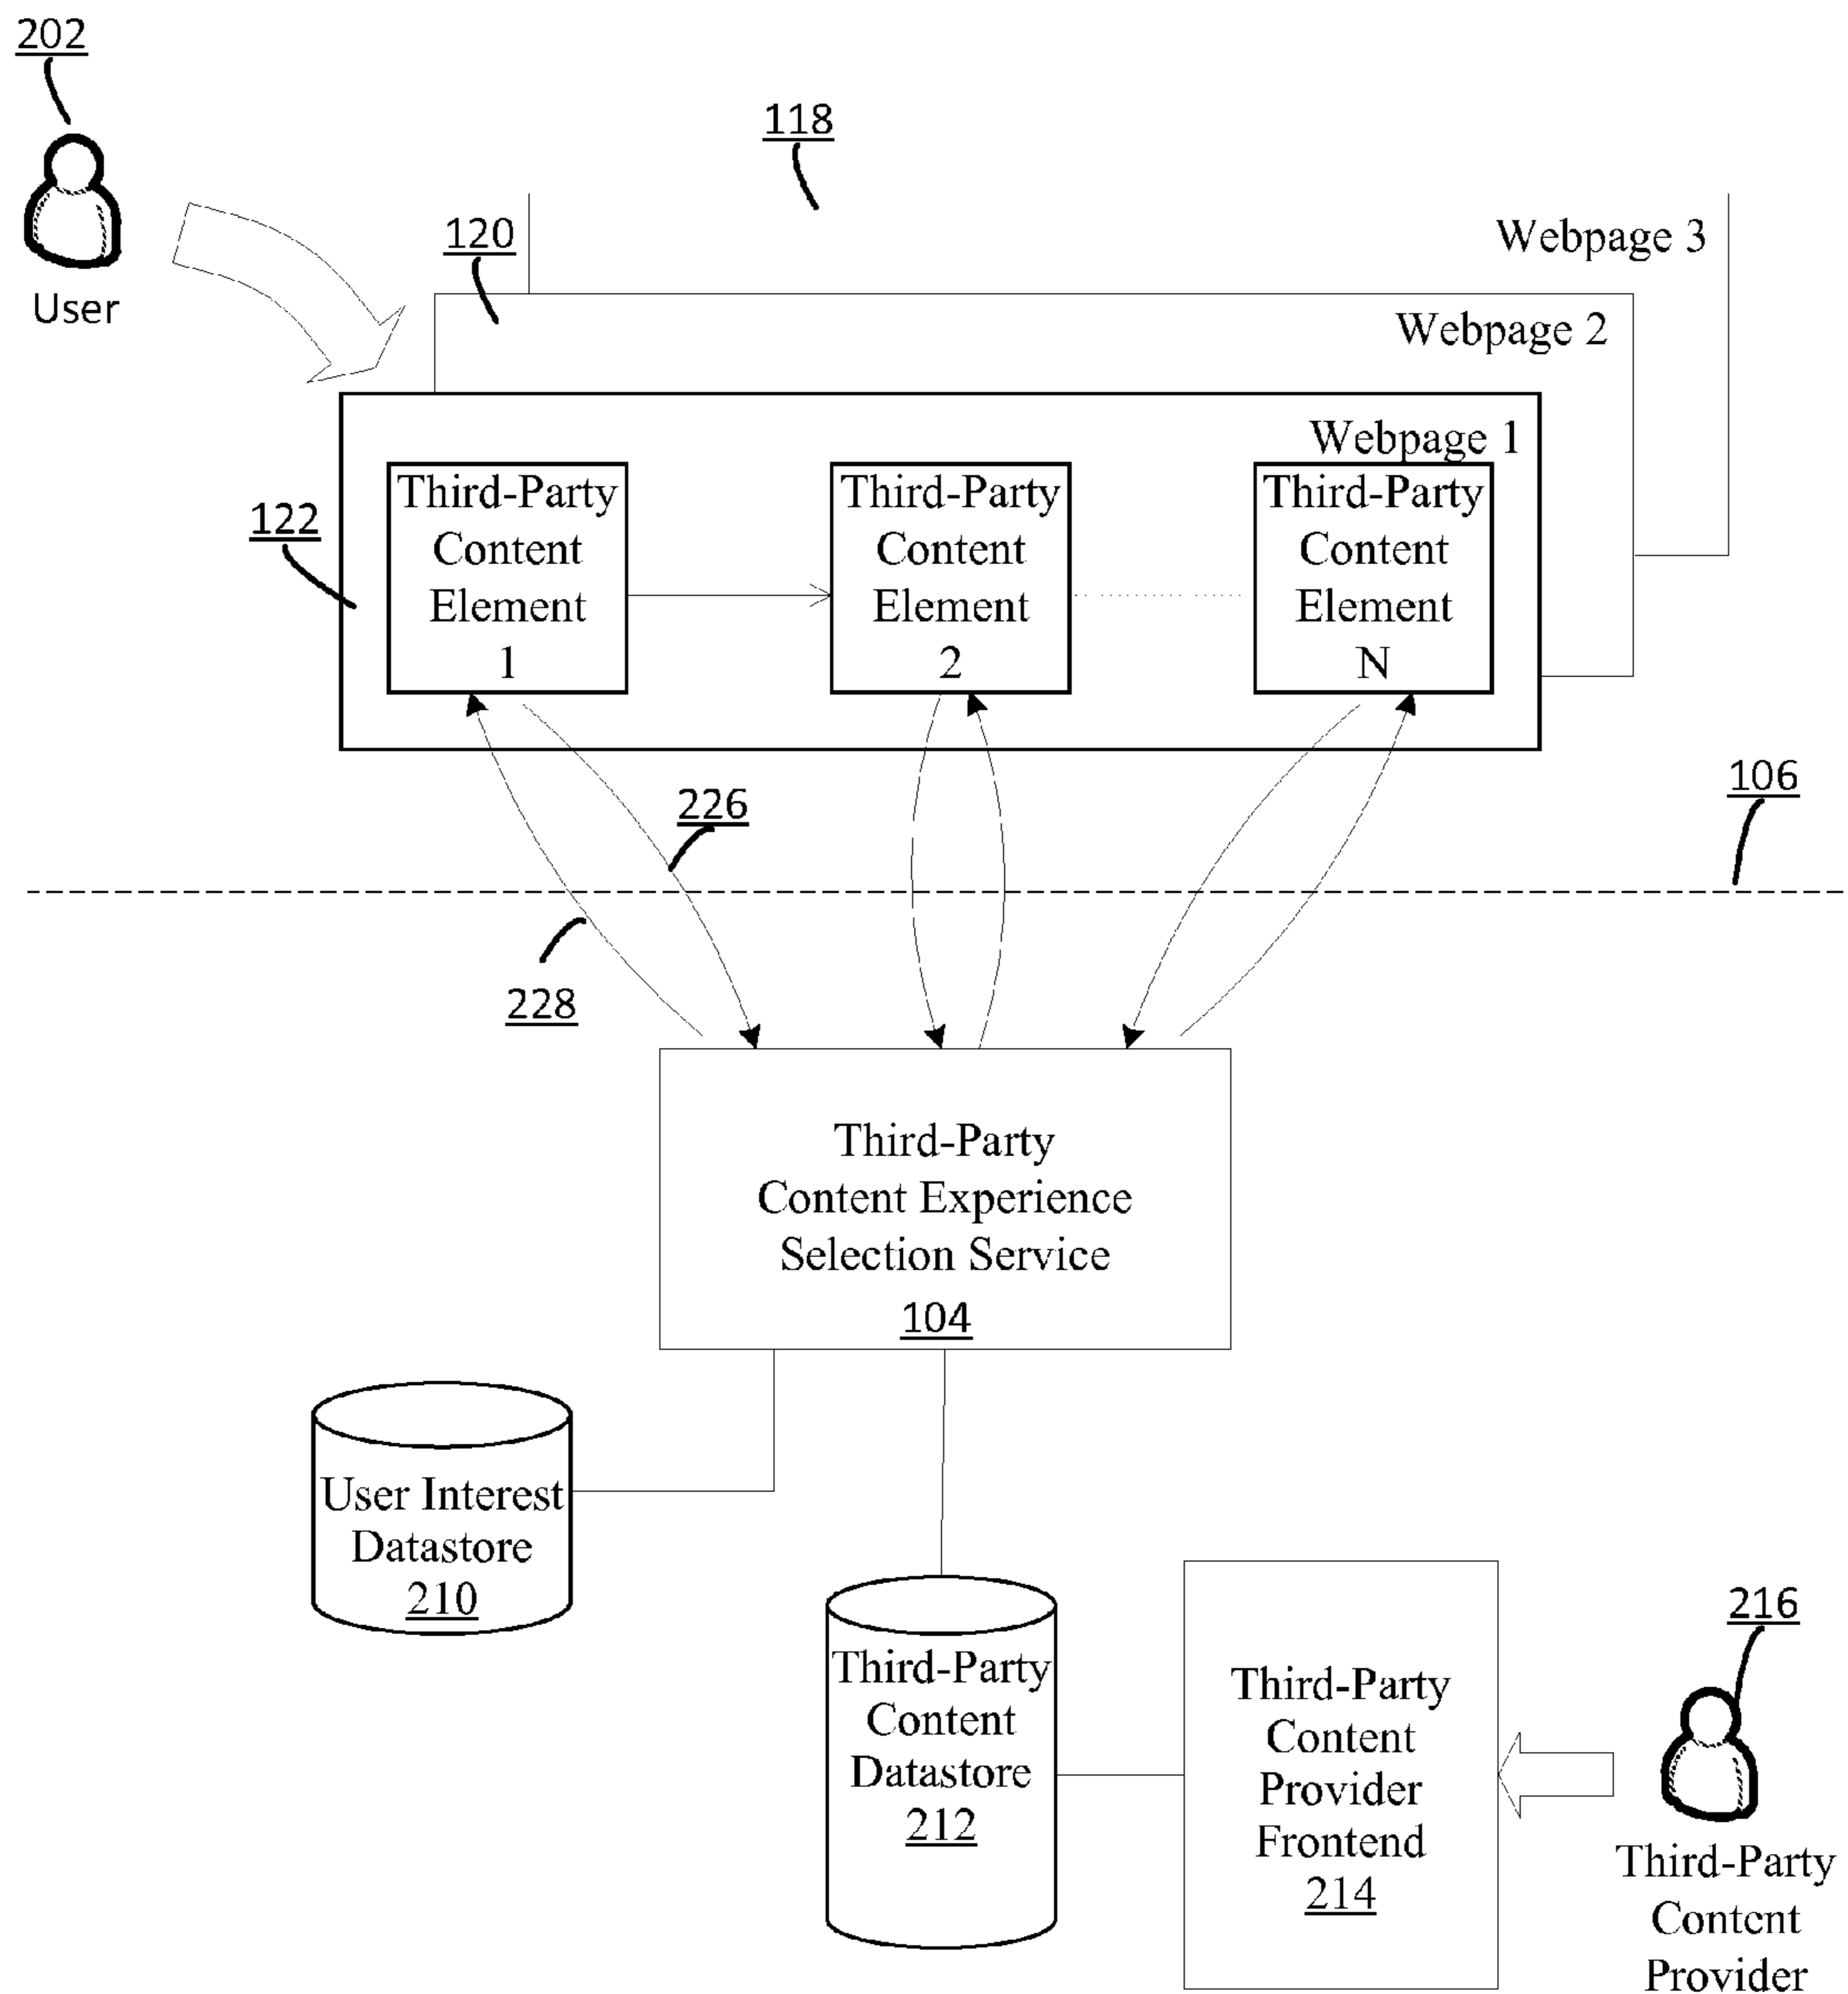 202
User
118
120
Webpage 3
Webpage 2
Webpage 1
122
Third-Party
Content
Element
1
Third-Party
Content
Element
2
Third-Party
Content
Element
N
226
106
228
Third-Party
Content Experience
Selection Service
104
User Interest
Datastore
210
Third-Party
Content
Datastore
212
Third-Party
Content
Provider
Frontend
214
216
Third-Party
Content
Provider